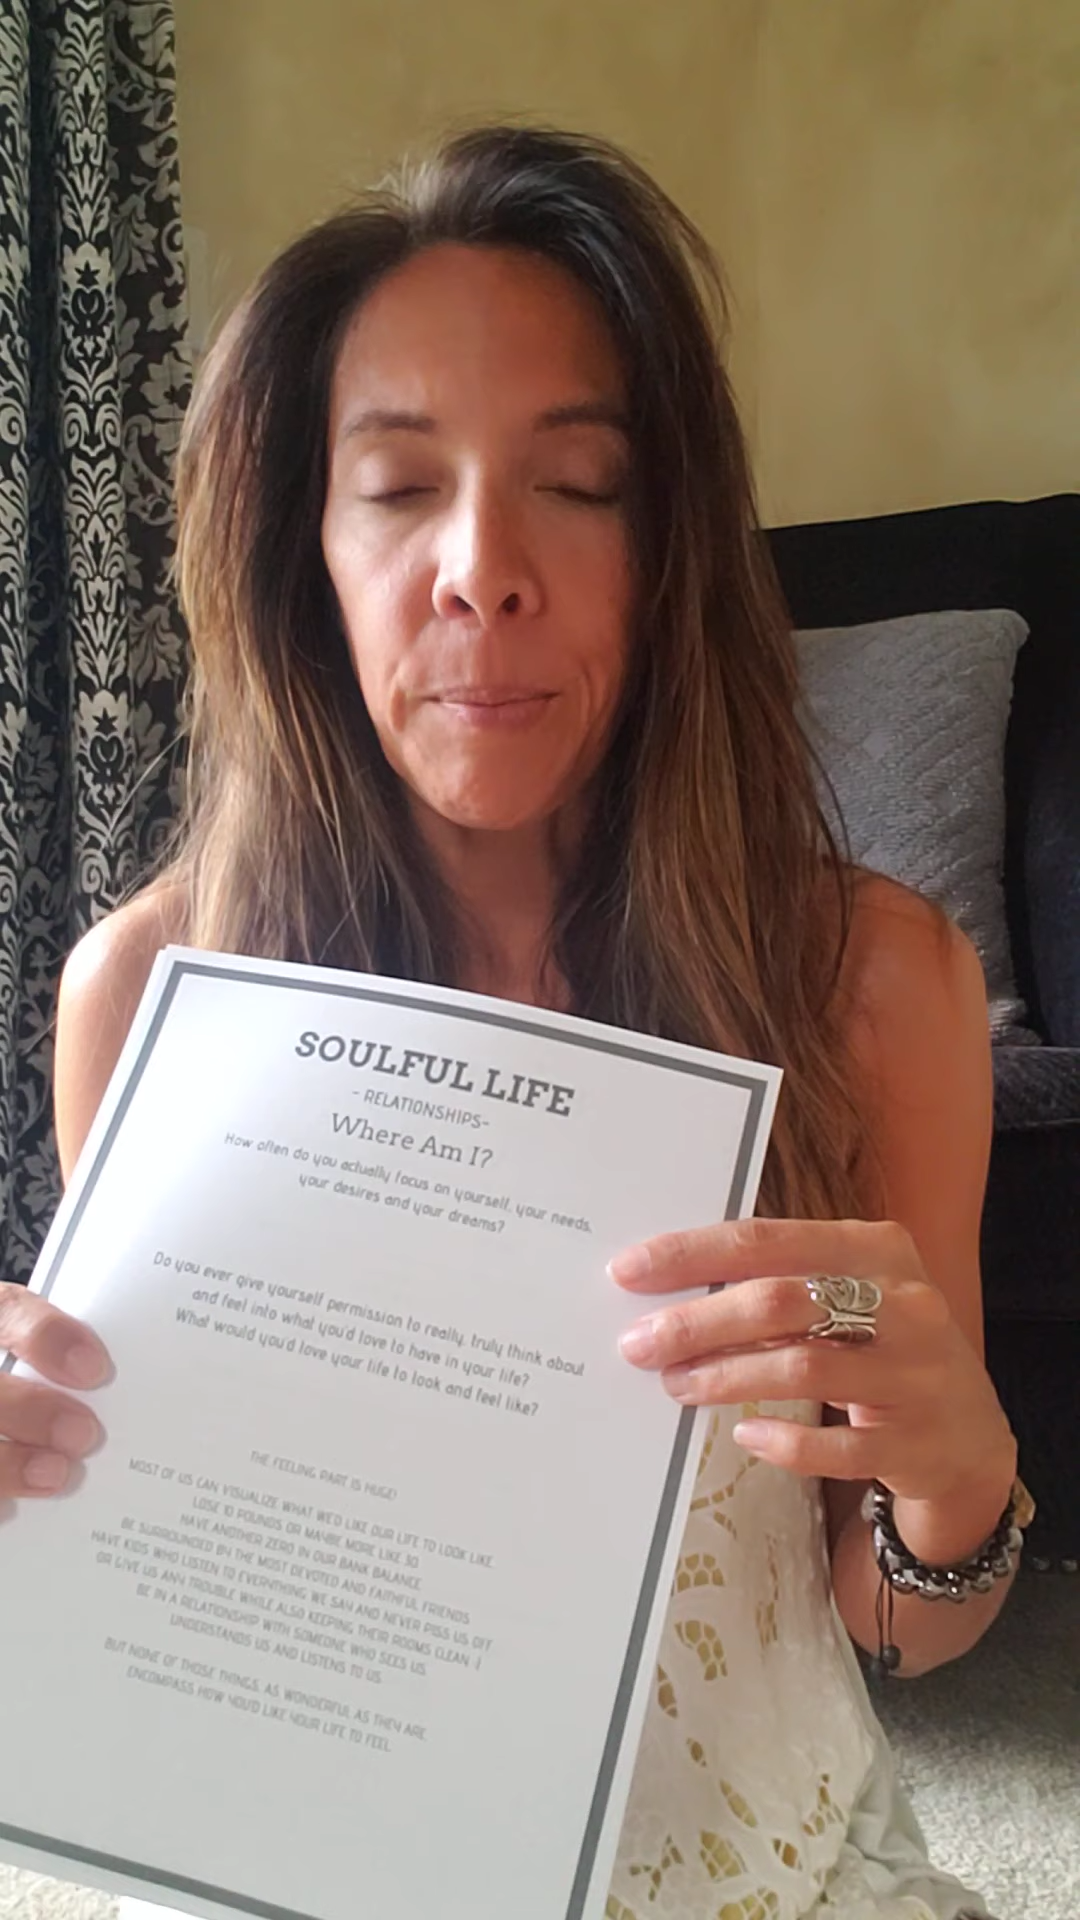 SOULFUL LIFE
- RELATIONSHIPS-
Where Am I?
How often do you actually focus on yourself, your needs,
your desires and your dreams?
Do you ever give yourself permission to really, truly think about
and feel into what you'd love to have in your life?
What would you'd love your life to look and feel like?
THE FEELING PART IS HUGE!
MOST OF US CAN VISUALIZE WHAT WE'D LIKE OUR LIFE TO LOOK LIKE.
LOSE 10 POUNDS OR MAYBE MORE LIKE 30.
HAVE ANOTHER ZERO IN OUR BANK BALANCE.
BE SURROUNDED BY THE MOST DEVOTED AND FAITHFUL FRIENDS.
HAVE KIDS WHO LISTEN TO EVERYTHING WE SAY AND NEVER PISS US OFF
OR GIVE US ANY TROUBLE WHILE ALSO KEEPING THEIR ROOMS CLEAN :)
BE IN A RELATIONSHIP WITH SOMEONE WHO SEES US,
UNDERSTANDS US AND LISTENS TO US.
BUT NONE OF THOSE THINGS, AS WONDERFUL AS THEY ARE
ENCOMPASS HOW YOU'D LIKE YOUR LIFE TO FEEL.